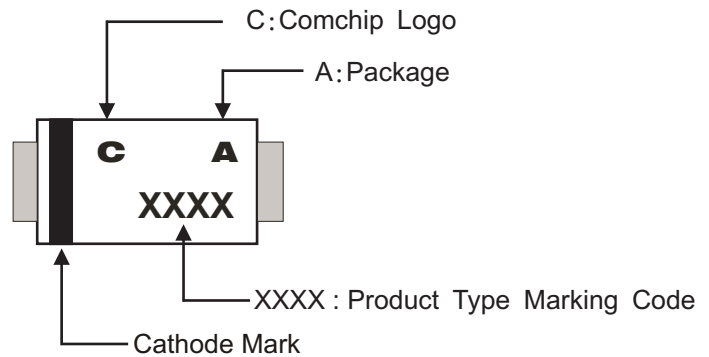 C:Comchip Logo
A:Package
C A
XXXX
XXXX : Product Type Marking Code
Cathode Mark